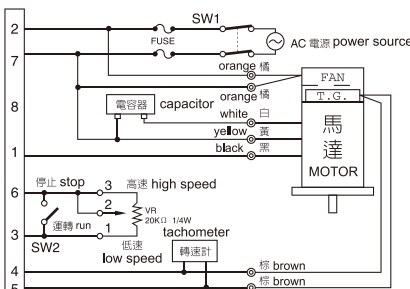 2
SW1
FUSE
AC 電源 power source
7
orange 橘
FAN
orange 橘
T.G.
電容器 capacitor
8
white 白
yellow 黃
black 黑
1
馬
達
MOTOR
6
停止 stop
3 高速 high speed
2
運轉 run
VR
20KΩ 1/4W
3
1
SW2
低速
low speed
tachometer
轉速計
4
棕 brown
5
棕 brown